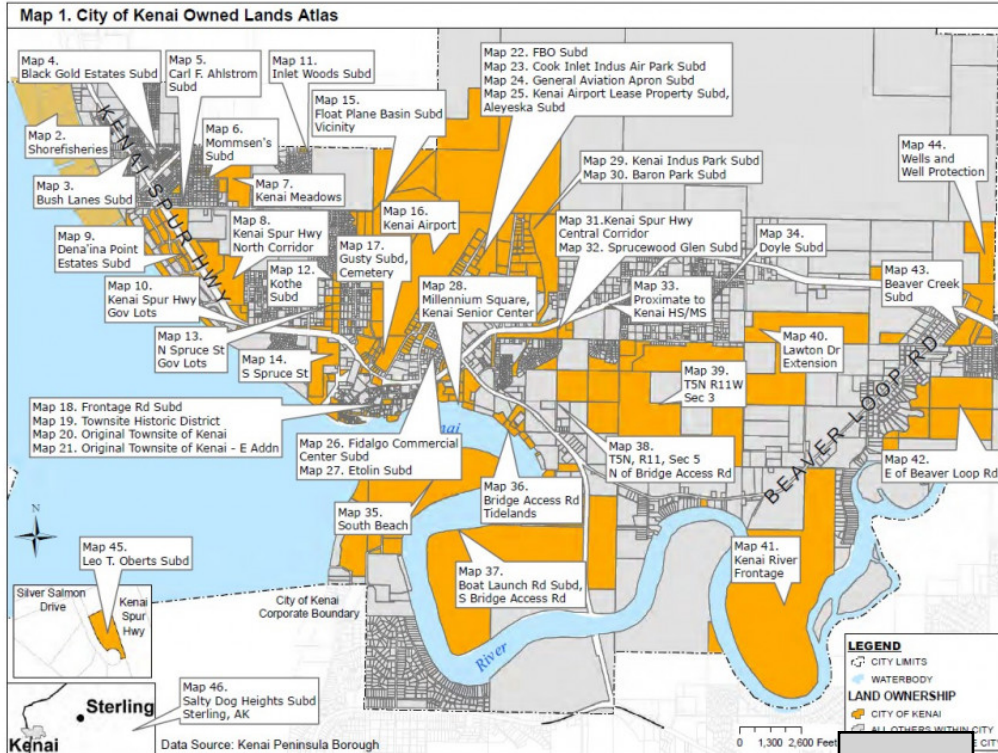 Map 1. City of Kenai Owned Lands Atlas
Map 4.
Black Gold Estates Subd
Map 5.
Carl F. Ahlstrom
Subd
Map 11.
Inlet Woods Subd
Map 22. FBO Subd
Map 23. Cook Inlet Indus Air Park Subd
Map 24. General Aviation Apron Subd
Map 25. Kenai Airport Lease Property Subd,
Aleyeska Subd
Map 15.
Float Plane Basin Subd
Vicinity
Map 2.
Shorefisheries
Map 6.
Mommsen's
Subd
Map 44.
Wells and
Well Protection
Map 29. Kenai Indus Park Subd
Map 30. Baron Park Subd
Map 3.
Bush Lanes Subd
Map 7.
Kenai Meadows
KENAI SPUR HWY
Map 16.
Kenai Airport
Map 8.
Kenai Spur Hwy
North Corridor
Map 31.Kenai Spur Hwy
Central Corridor
Map 32. Sprucewood Glen Subd
Map 34.
Doyle Subd
Map 9.
Dena'ina Point
Estates Subd
Map 17.
Gusty Subd,
Cemetery
Map 12.
Kothe
Subd
Map 43.
Beaver Creek
Subd
Map 10.
Kenai Spur Hwy
Gov Lots
Map 28.
Millennium Square,
Kenai Senior Center
Map 33.
Proximate to
Kenai HS/MS
Map 13.
N Spruce St
Gov Lots
Map 40.
Lawton Dr
Extension
Map 14.
S Spruce St
Map 39.
T5N R11W
Sec 3
BEAVER LOOP RD
Map 18. Frontage Rd Subd
Map 19. Townsite Historic District
Map 20. Original Townsite of Kenai
Map 21. Original Townsite of Kenai - E Addn
nai
Map 26. Fidalgo Commercial
Center Subd
Map 27. Etolin Subd
Map 38.
T5N, R11, Sec 5
N of Bridge Access Rd
Map 42.
E of Beaver Loop Rd
Map 36.
Bridge Access Rd
Tidelands
Map 35.
South Beach
N
Map 45.
Leo T. Oberts Subd
Map 41.
Kenai River
Frontage
Map 37.
Boat Launch Rd Subd,
S Bridge Access Rd
Silver Salmon
Drive
Kenai
Spur
Hwy
City of Kenai
Corporate Boundary
River
LEGEND
CITY LIMITS
WATERBODY
LAND OWNERSHIP
CITY OF KENAI
ALL OTHERS WITHIN CITY
E CITY
Map 46.
Salty Dog Heights Subd
Sterling, AK
Sterling
Kenai
Data Source: Kenai Peninsula Borough
0 1,300 2,600 Feet